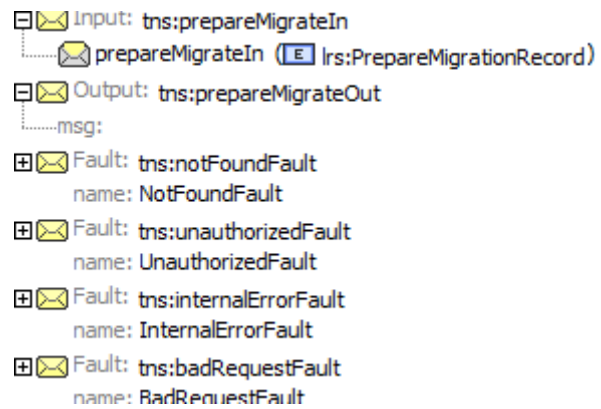 Input: tns:prepareMigrateIn
prepareMigrateIn (E lrs:PrepareMigrationRecord)
Output: tns:prepareMigrateOut
msg:
Fault: tns:notFoundFault
name: NotFoundFault
Fault: tns:unauthorizedFault
name: UnauthorizedFault
Fault: tns:internalErrorFault
name: InternalErrorFault
Fault: tns:badRequestFault
name: BadRequestFault